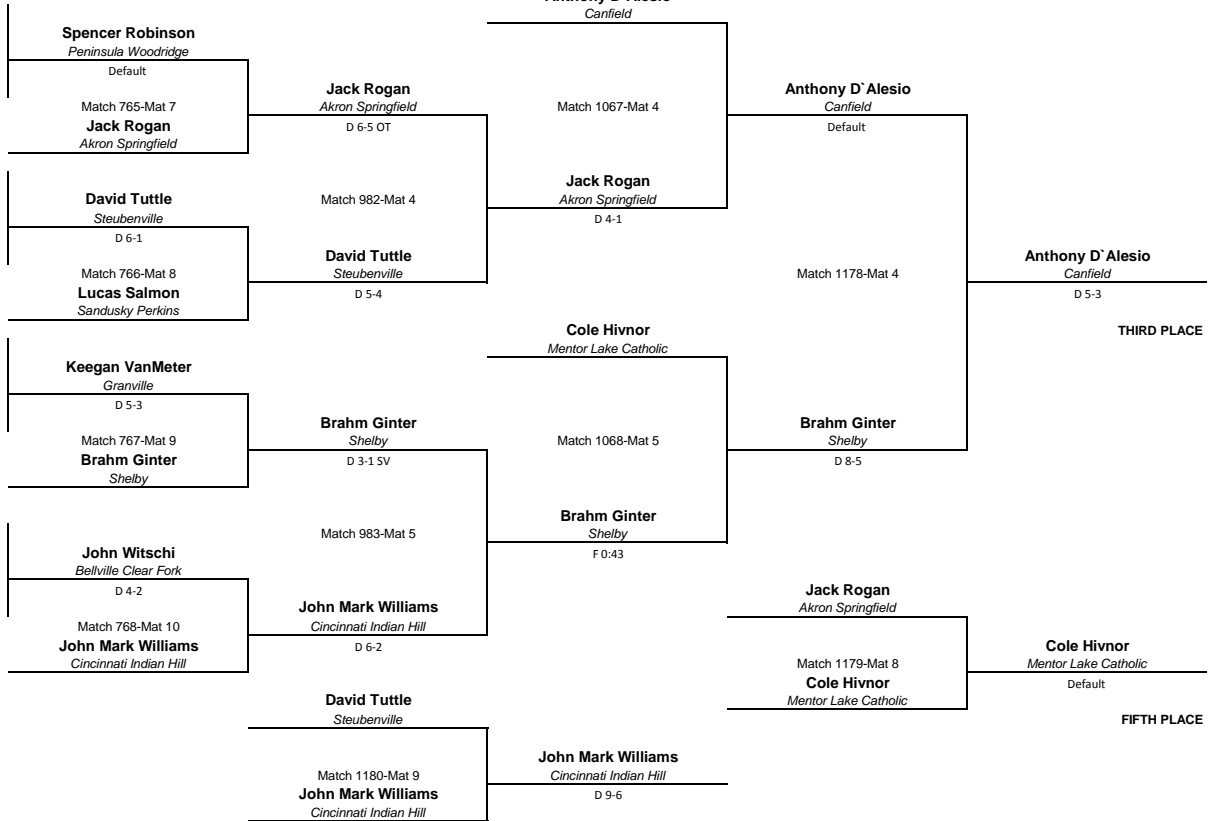 Anthony D`Alesio
Canfield
Spencer Robinson
Peninsula Woodridge
Default
Match 765-Mat 7
Jack Rogan
Akron Springfield
Jack Rogan
Akron Springfield
D 6-5 OT
Match 1067-Mat 4
Anthony D`Alesio
Canfield
Default
David Tuttle
Steubenville
D 6-1
Match 982-Mat 4
Jack Rogan
Akron Springfield
D 4-1
Match 766-Mat 8
Lucas Salmon
Sandusky Perkins
David Tuttle
Steubenville
D 5-4
Match 1178-Mat 4
Anthony D`Alesio
Canfield
D 5-3
THIRD PLACE
Cole Hivnor
Mentor Lake Catholic
Keegan VanMeter
Granville
D 5-3
Match 767-Mat 9
Brahm Ginter
Shelby
Brahm Ginter
Shelby
D 3-1 SV
Match 1068-Mat 5
Brahm Ginter
Shelby
D 8-5
Match 983-Mat 5
Brahm Ginter
Shelby
F 0:43
John Witschi
Bellville Clear Fork
D 4-2
Match 768-Mat 10
John Mark Williams
Cincinnati Indian Hill
John Mark Williams
Cincinnati Indian Hill
D 6-2
Jack Rogan
Akron Springfield
Match 1179-Mat 8
Cole Hivnor
Mentor Lake Catholic
Cole Hivnor
Mentor Lake Catholic
Default
FIFTH PLACE
David Tuttle
Steubenville
Match 1180-Mat 9
John Mark Williams
Cincinnati Indian Hill
John Mark Williams
Cincinnati Indian Hill
D 9-6